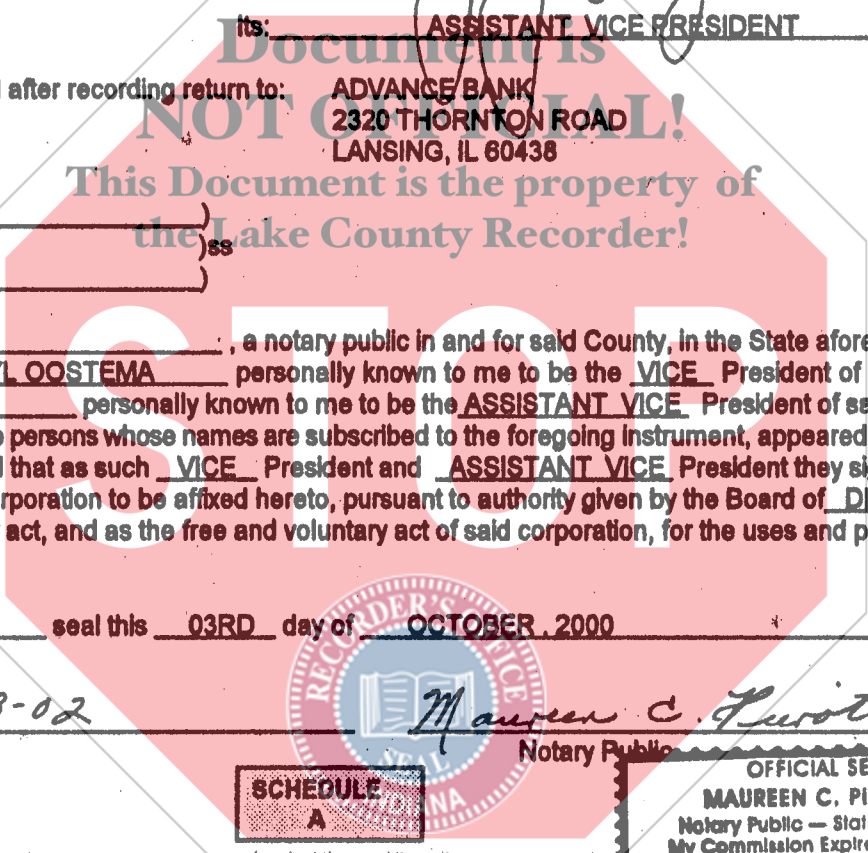 Its: ASSISTANT VICE PRESIDENT
Document is
after recording return to: ADVANCE BANK
NOT OFFICIAL!
2320 THORNTON ROAD
LANSING, IL 60438
This Document is the property of
)
the Lake County Recorder!
)ss
)
STOP
, a notary public in and for said County, in the State afore
L OOSTEMA personally known to me to be the VICE President of
personally known to me to be the ASSISTANT VICE President of sa
persons whose names are subscribed to the foregoing instrument, appeared
that as such VICE President and ASSISTANT VICE President they si
rporation to be affixed hereto, pursuant to authority given by the Board of D
act, and as the free and voluntary act of said corporation, for the uses and p
seal this 03RD day of OCTOBER, 2000
RECORDER'S OFFICE
SEAL
INDIANA
-02 Maureen C.
Notary Public
SCHEDULE
A
OFFICIAL SE
MAUREEN C. PI
Notary Public — Stat
My Commission Expir